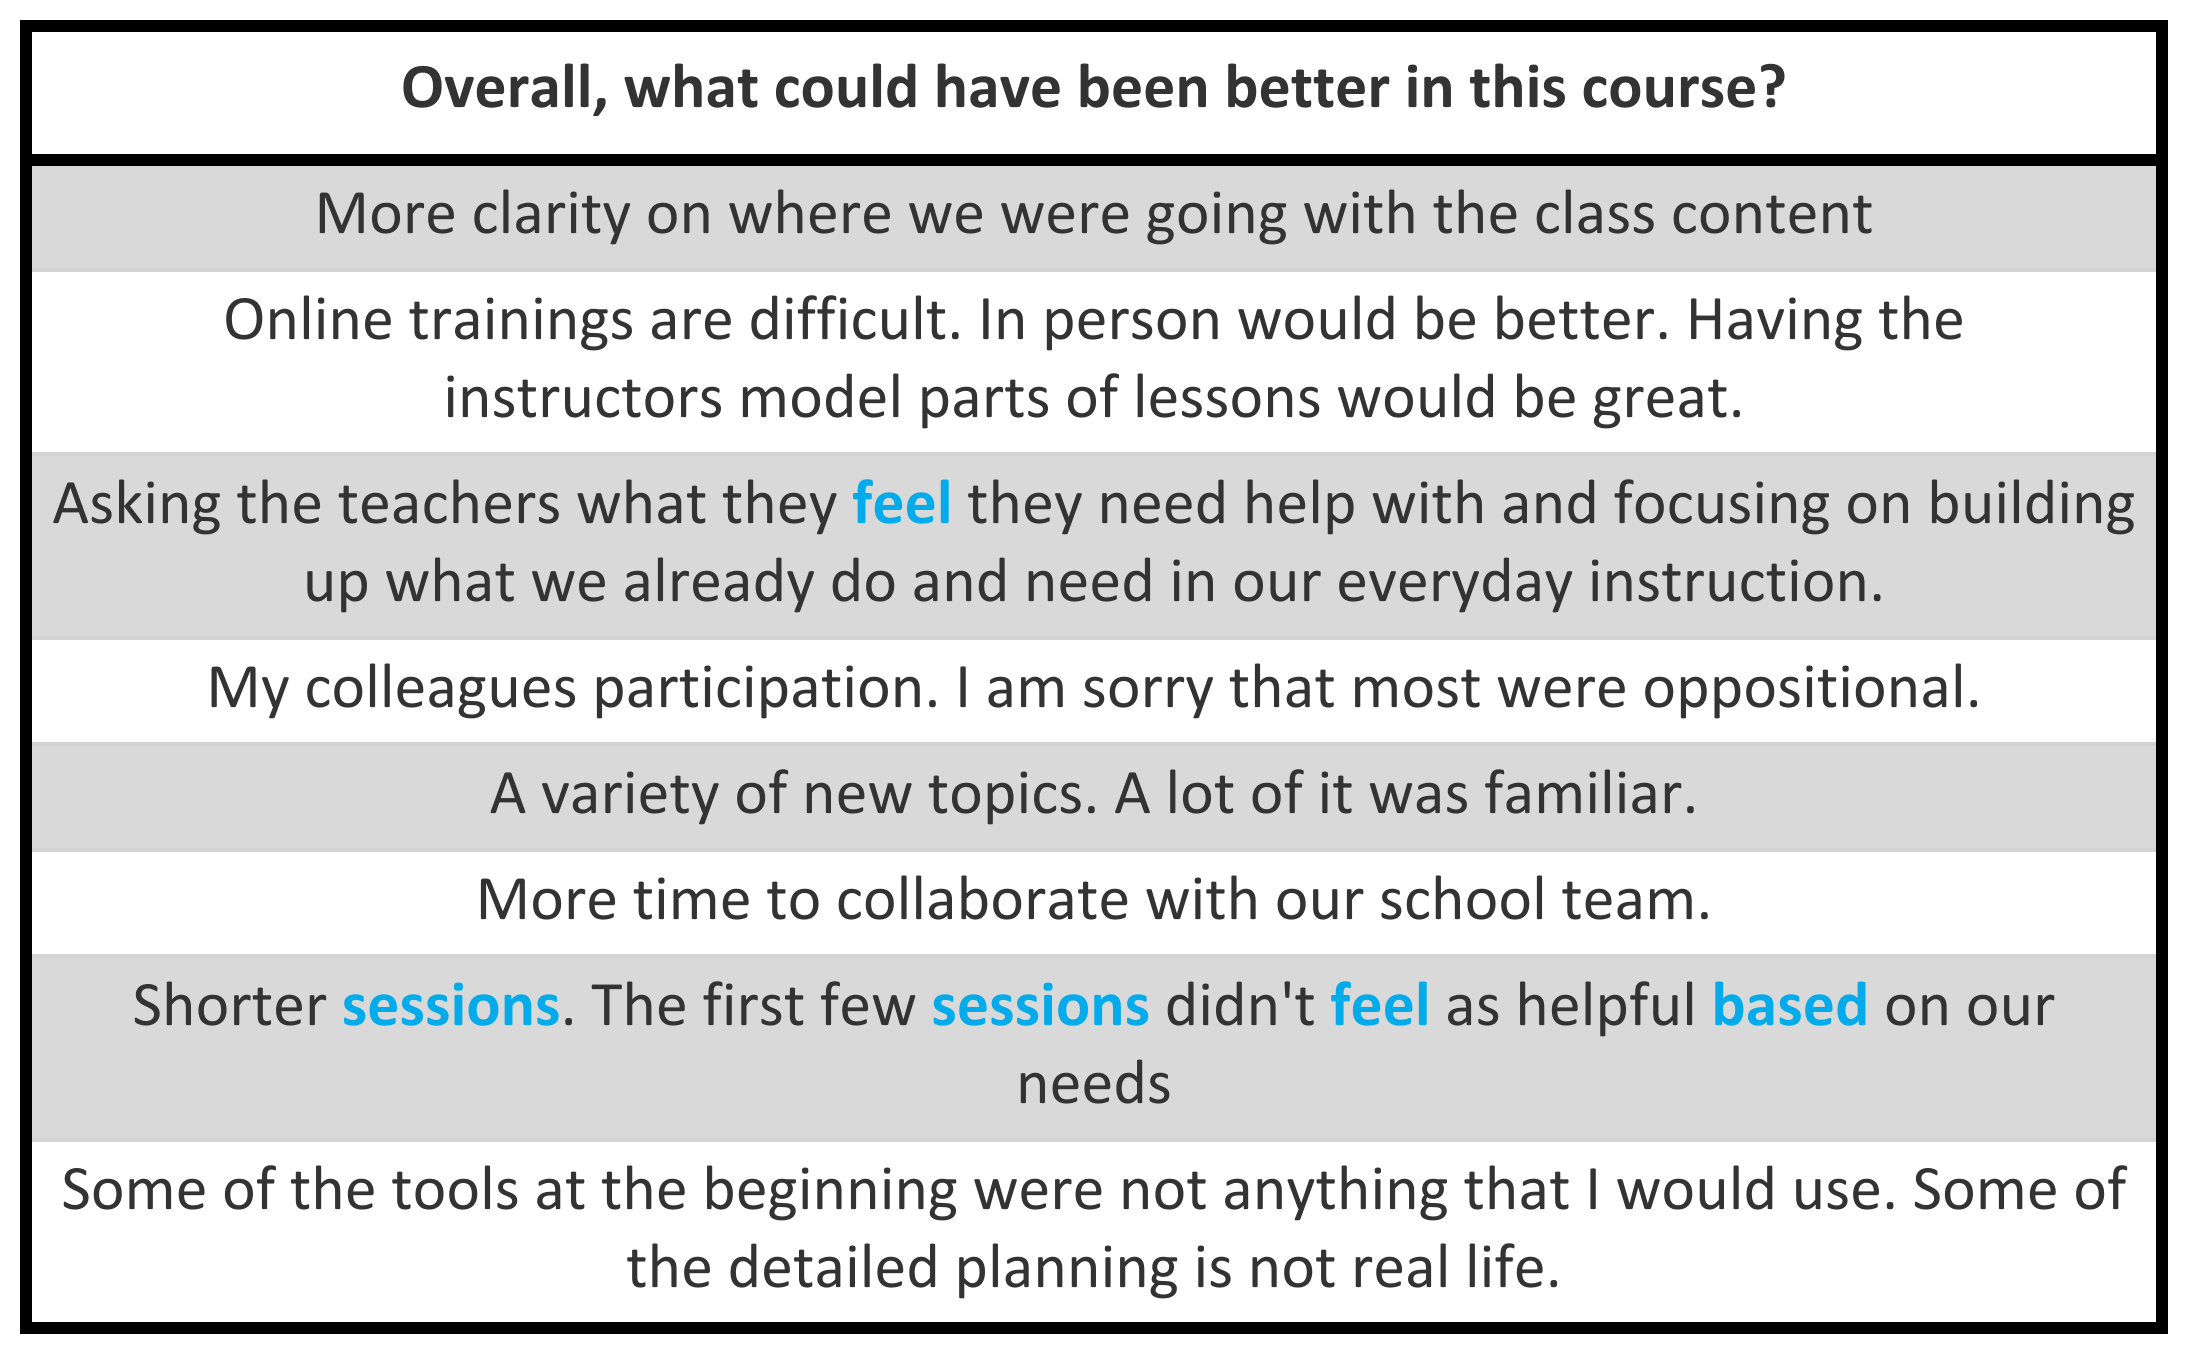 Overall, what could have been better in this course?
More clarity on where we were going with the class content
Online trainings are difficult. In person would be better. Having the
instructors model parts of lessons would be great.
Asking the teachers what they feel they need help with and focusing on building
up what we already do and need in our everyday instruction.
My colleagues participation. I am sorry that most were oppositional.
A variety of new topics. A lot of it was familiar.
More time to collaborate with our school team.
Shorter sessions. The first few sessions didn't feel as helpful based on our
needs
Some of the tools at the beginning were not anything that I would use. Some of
the detailed planning is not real life.